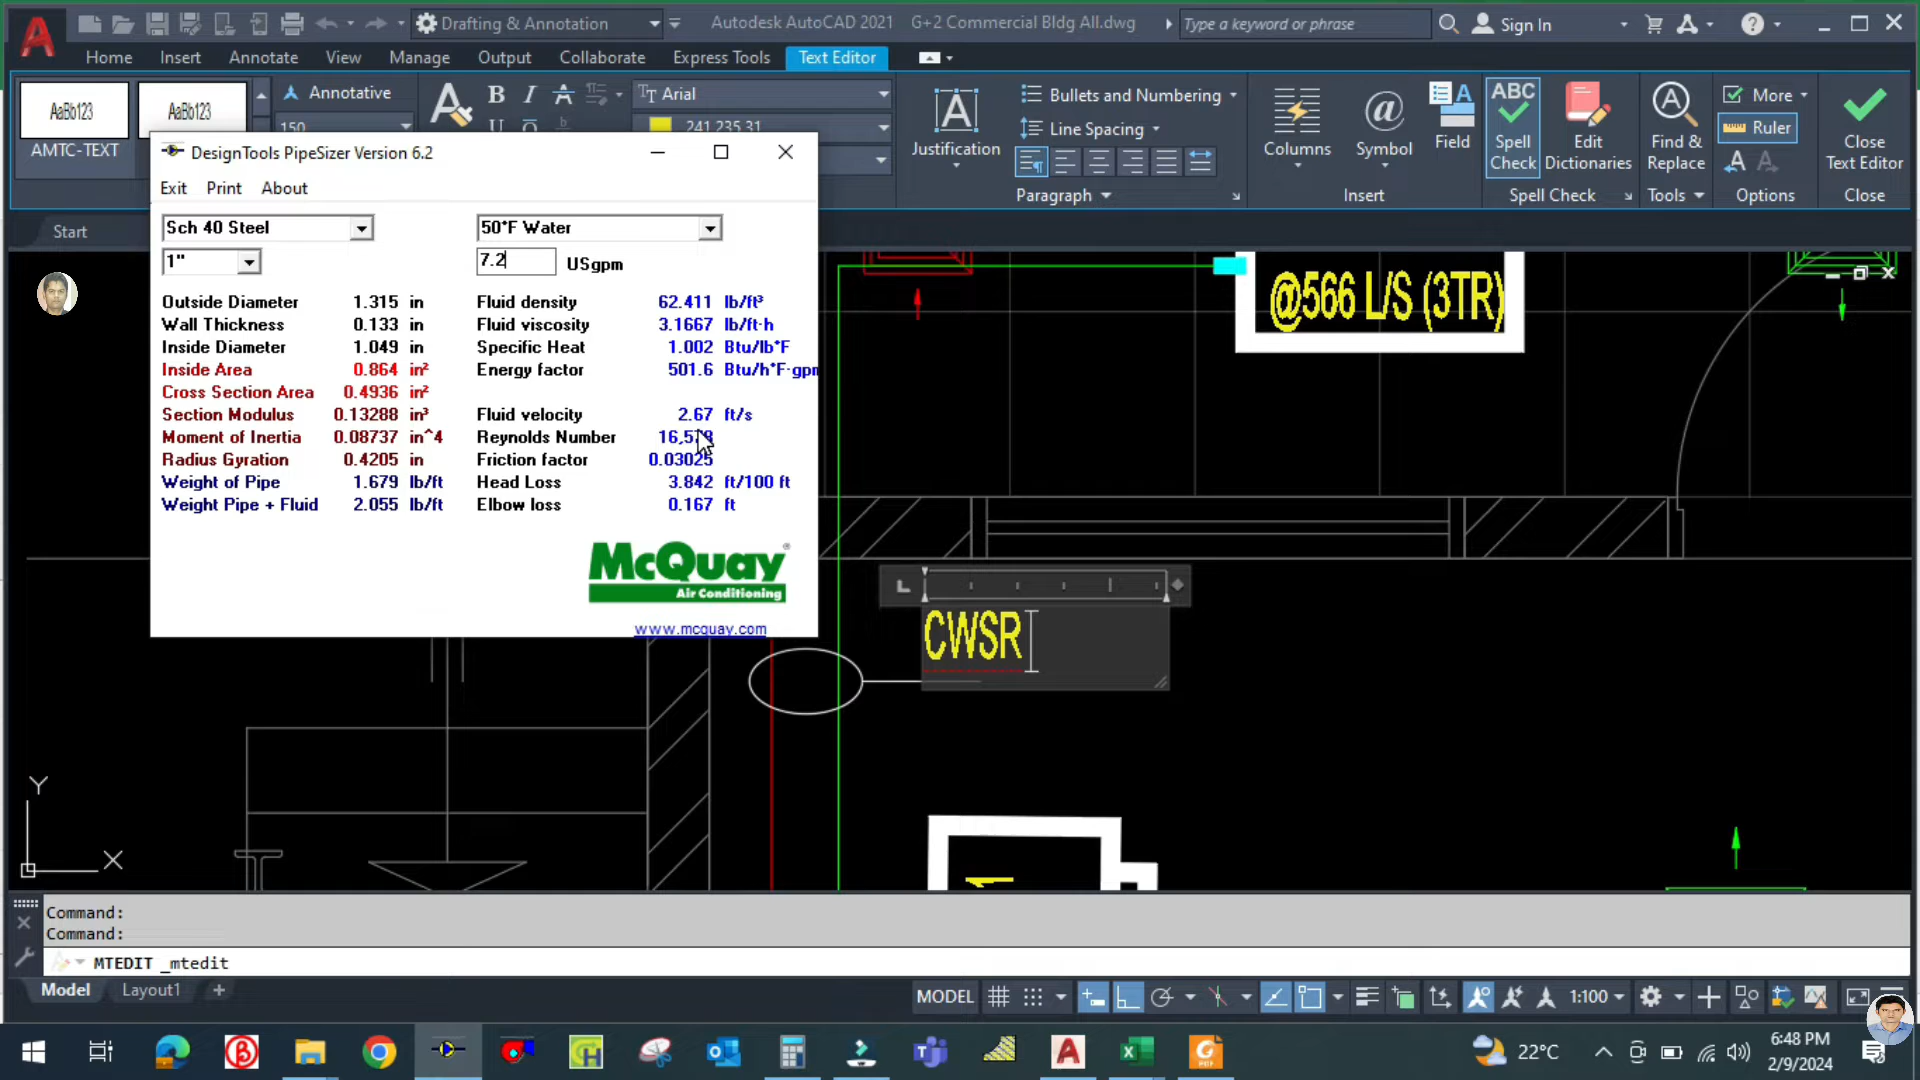 Drafting & Annotation
Autodesk AutoCAD 2021 G+2 Commercial Bldg All.dwg
Type a keyword or phrase
Sign In
Home Insert Annotate View Manage Output Collaborate Express Tools Text Editor
AaBb123 AaBb123
AMTC-TEXT
Annotative
150
Arial
241,235,31
Justification
Bullets and Numbering
Line Spacing
Paragraph
Columns
Symbol
Field
Insert
ABC
Spell Check
Edit Dictionaries
Spell Check
Find & Replace
Tools
More
Ruler
Options
Close Text Editor
Close
Start
DesignTools PipeSizer Version 6.2
Exit Print About
Sch 40 Steel 50°F Water
1" 7.2 USgpm
Outside Diameter 1.315 in Fluid density 62.411 lb/ft³
Wall Thickness 0.133 in Fluid viscosity 3.1667 lb/ft·h
Inside Diameter 1.049 in Specific Heat 1.002 Btu/lb°F
Inside Area 0.864 in² Energy factor 501.6 Btu/h°F·gpm
Cross Section Area 0.4936 in²
Section Modulus 0.13288 in³ Fluid velocity 2.67 ft/s
Moment of Inertia 0.08737 in^4 Reynolds Number
Radius Gyration 0.4205 in Friction factor 0.03025
Weight of Pipe 1.679 lb/ft Head Loss 3.842 ft/100 ft
Weight Pipe + Fluid 2.055 lb/ft Elbow loss 0.167 ft
McQuay
Air Conditioning
www.mcquay.com
@566 L/S (3TR)
CWSR
Y
X
Command:
Command:
MTEDIT _mtedit
Model Layout1 +
MODEL
1:100
22°C
6:48 PM
2/9/2024